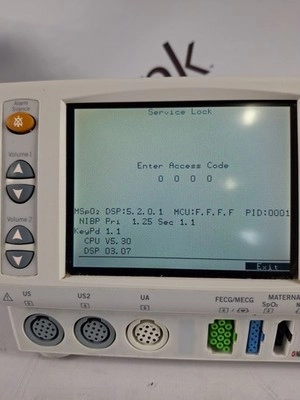 Alarm
Silence
Volume 1
Volume 2
Service Lock
Enter Access Code
0 0 0 0
MSpO₂ DSP:5.2.0.1 MCU:F.F.F.F PID:0001
NIBP Pri 1.25 Sec 1.1
KeyPd 1.1
CPU V5.30
DSP 03.07
Exit
US
US2
UA
FECG/MECG
MATERNA
SpO₂